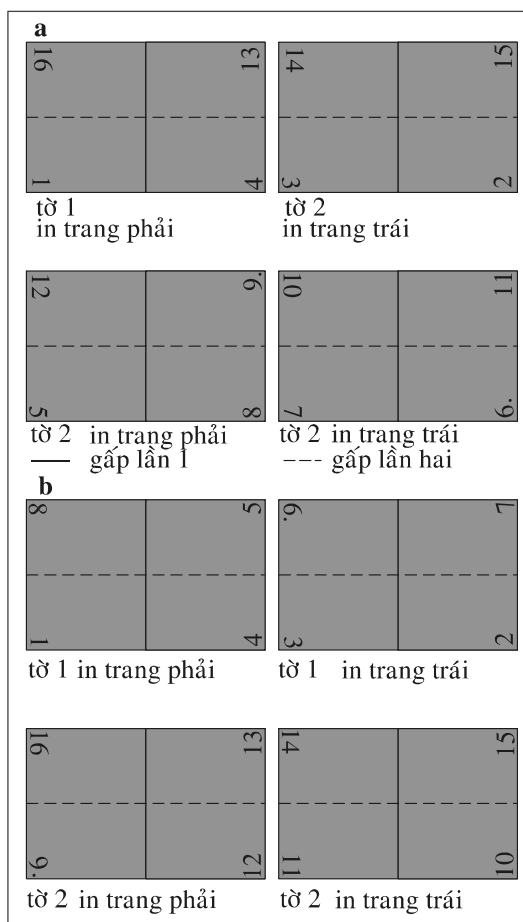 a
16 13 14 15
1 4 3 2
tờ 1 tờ 2
in trang phải in trang trái
12 9. 10 11
5 8 7 6.
tờ 2 in trang phải tờ 2 in trang trái
gấp lần 1 gấp lần hai
b
8 5 6. 7
1 4 3 2
tờ 1 in trang phải tờ 1 in trang trái
16 13 14 15
9. 12 11 10
tờ 2 in trang phải tờ 2 in trang trái